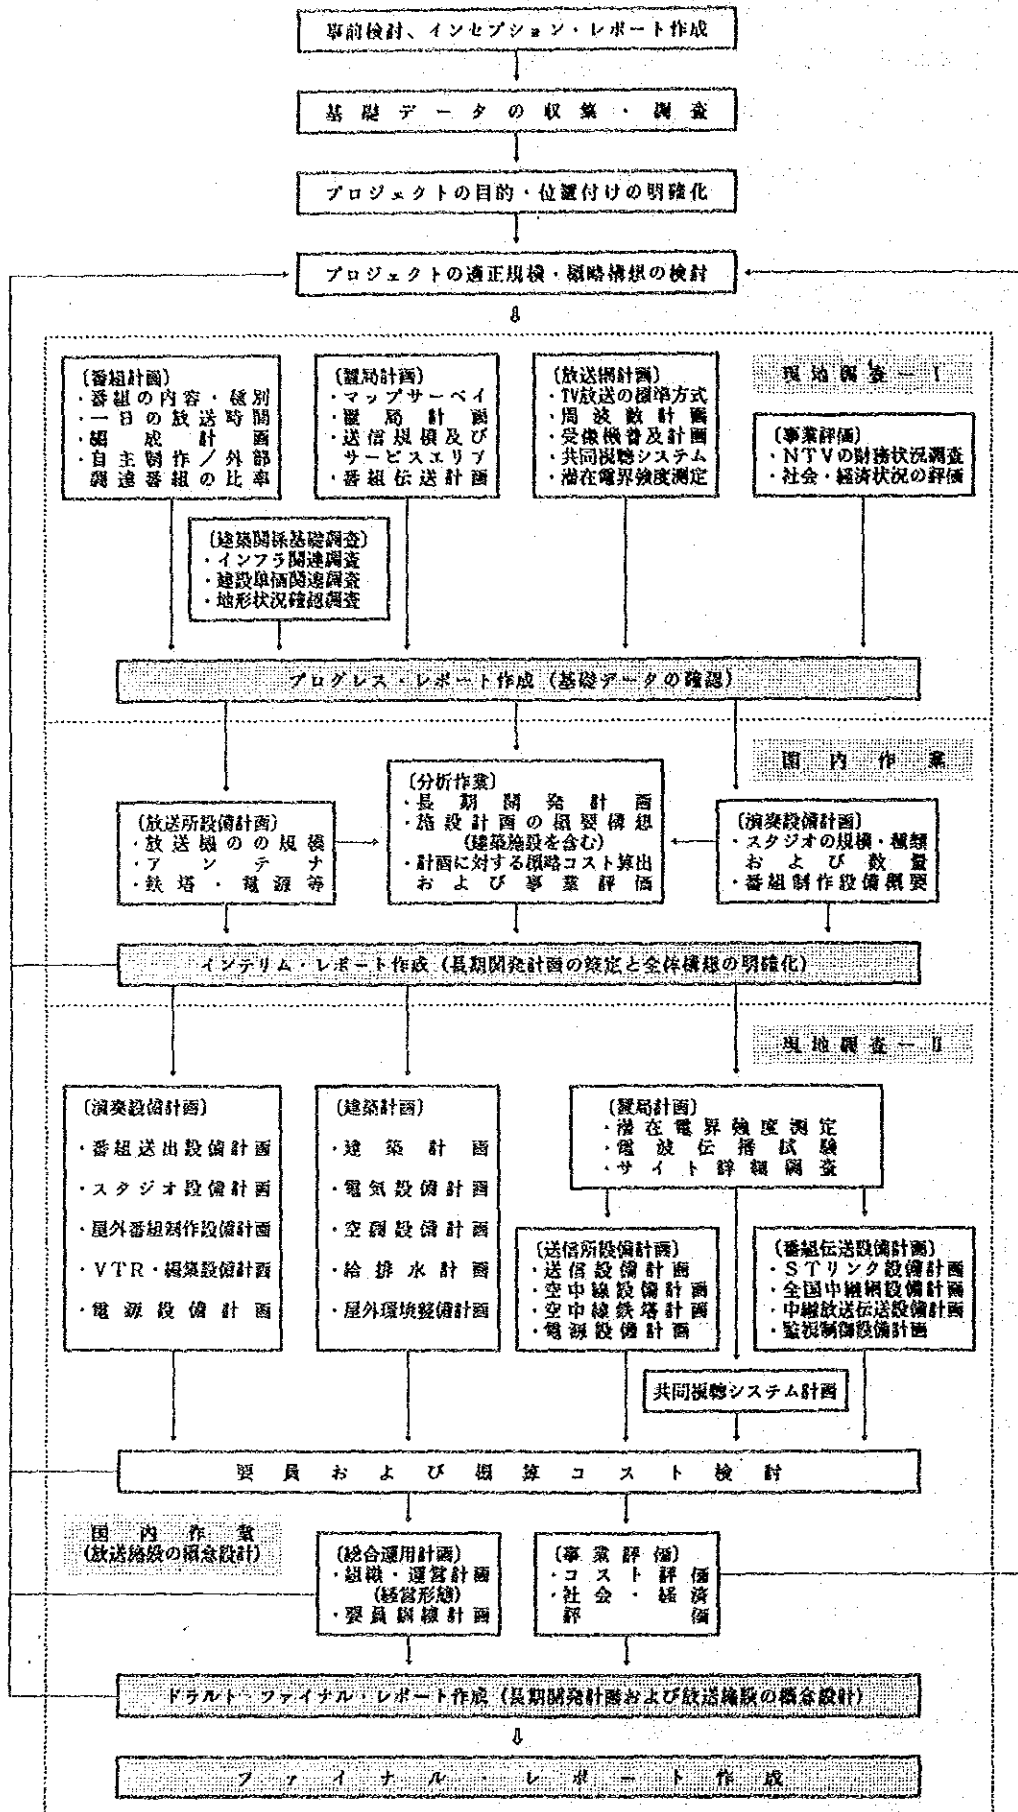 事前検討、インセプション・レポート作成
基礎データの収集・調査
プロジェクトの目的・位置付けの明確化
プロジェクトの適正規模・概略構想の検討
現地調査ーⅠ
〔番組計画〕
・番組の内容・種別
・一日の放送時間
・編成計画
・自主制作／外部
調達番組の比率
〔置局計画〕
・マップサーベイ
・置局計画
・送信規模及び
サービスエリア
・番組伝送計画
〔放送網計画〕
・TV放送の標準方式
・周波数計画
・受像機普及計画
・共同視聴システム
・潜在電界強度測定
〔事業評価〕
・NTVの財務状況調査
・社会・経済状況の評価
〔建築関係基礎調査〕
・インフラ関連調査
・建設単価関連調査
・地形状況確認調査
プログレス・レポート作成（基礎データの確認）
国内作業
〔放送所設備計画〕
・放送機のの規模
・アンテナ
・鉄塔・電源等
〔分析作業〕
・長期開発計画
・施設計画の概要構想
（建築施設を含む）
・計画に対する概略コスト算出
および事業評価
〔演奏設備計画〕
・スタジオの規模・種類
および数量
・番組制作設備概要
インテリム・レポート作成（長期開発計画の策定と全体構想の明確化）
現地調査ーⅡ
〔演奏設備計画〕
・番組送出設備計画
・スタジオ設備計画
・屋外番組制作設備計画
・VTR・編集設備計画
・電源設備計画
〔建築計画〕
・建築計画
・電気設備計画
・空調設備計画
・給排水計画
・屋外環境整備計画
〔置局計画〕
・潜在電界強度測定
・電波伝播試験
・サイト詳細調査
〔送信所設備計画〕
・送信設備計画
・空中線設備計画
・空中線鉄塔計画
・電源設備計画
〔番組伝送設備計画〕
・STリンク設備計画
・全国中継網設備計画
・中継放送伝送設備計画
・監視制御設備計画
共同視聴システム計画
要員および概算コスト検討
国内作業
（放送施設の概念設計）
〔総合運用計画〕
・組織・運営計画
（経営形態）
・要員訓練計画
〔事業評価〕
・コスト評価
・社会・経済
評価
ドラルト・ファイナル・レポート作成（長期開発計画および放送施設の概念設計）
ファイナル・レポート作成